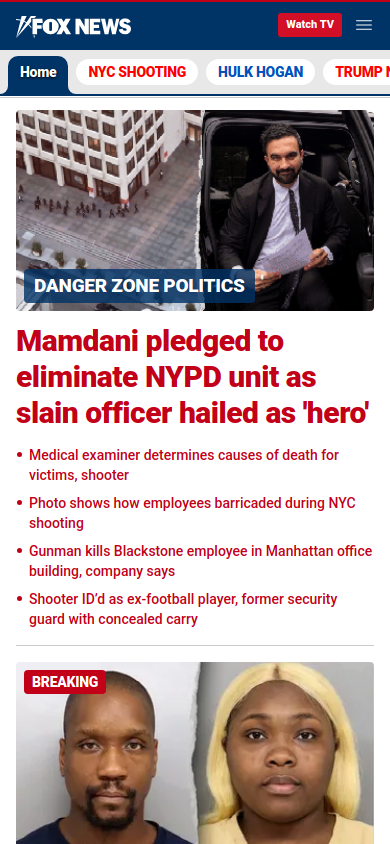 FOX NEWS
Watch TV
Home
NYC SHOOTING
HULK HOGAN
TRUMP
DANGER ZONE POLITICS
Mamdani pledged to
eliminate NYPD unit as
slain officer hailed as 'hero'
• Medical examiner determines causes of death for
victims, shooter
• Photo shows how employees barricaded during NYC
shooting
• Gunman kills Blackstone employee in Manhattan office
building, company says
• Shooter ID'd as ex-football player, former security
guard with concealed carry
BREAKING